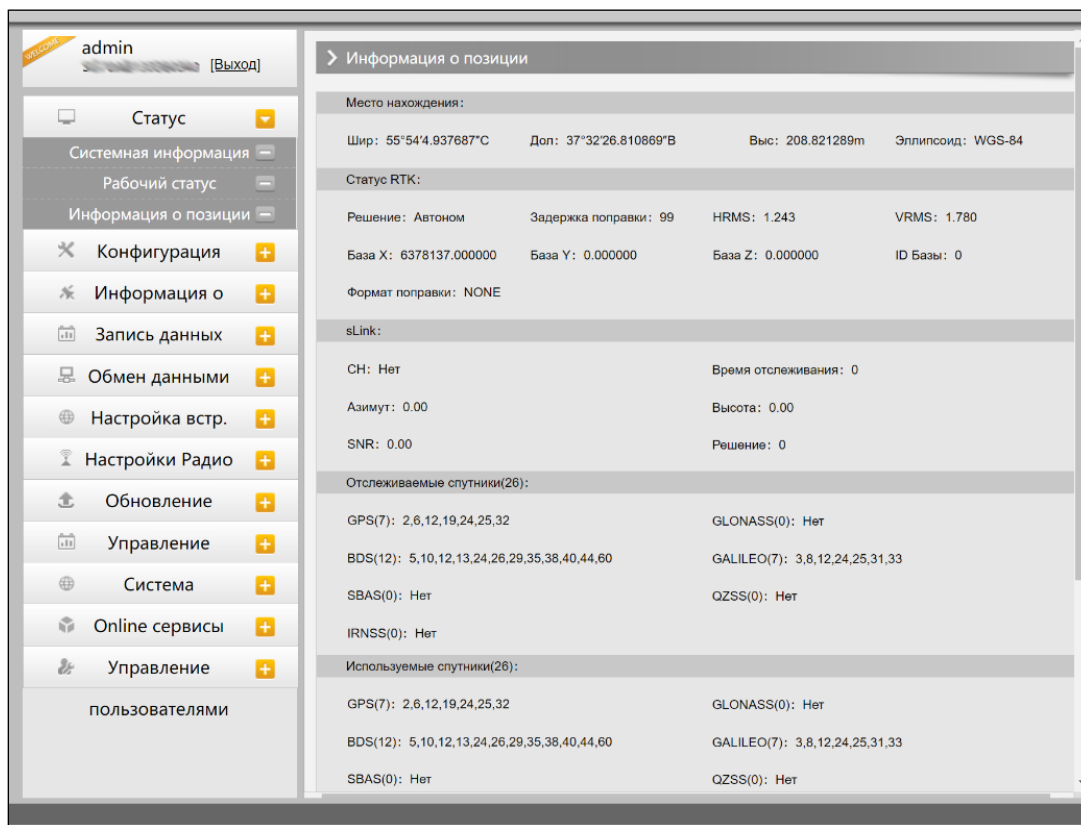 WELCOME
admin
[Выход]
Статус
Системная информация
Рабочий статус
Информация о позиции
Конфигурация
Информация о
Запись данных
Обмен данными
Настройка встр.
Настройки Радио
Обновление
Управление
Система
Online сервисы
Управление
пользователями
Информация о позиции
Место нахождения:
Шир: 55°54'4.937687"С Дол: 37°32'26.810869"В Выс: 208.821289m Эллипсоид: WGS-84
Статус RTK:
Решение: Автоном Задержка поправки: 99 HRMS: 1.243 VRMS: 1.780
База X: 6378137.000000 База Y: 0.000000 База Z: 0.000000 ID Базы: 0
Формат поправки: NONE
sLink:
CH: Нет Время отслеживания: 0
Азимут: 0.00 Высота: 0.00
SNR: 0.00 Решение: 0
Отслеживаемые спутники(26):
GPS(7): 2,6,12,19,24,25,32 GLONASS(0): Нет
BDS(12): 5,10,12,13,24,26,29,35,38,40,44,60 GALILEO(7): 3,8,12,24,25,31,33
SBAS(0): Нет QZSS(0): Нет
IRNSS(0): Нет
Используемые спутники(26):
GPS(7): 2,6,12,19,24,25,32 GLONASS(0): Нет
BDS(12): 5,10,12,13,24,26,29,35,38,40,44,60 GALILEO(7): 3,8,12,24,25,31,33
SBAS(0): Нет QZSS(0): Нет